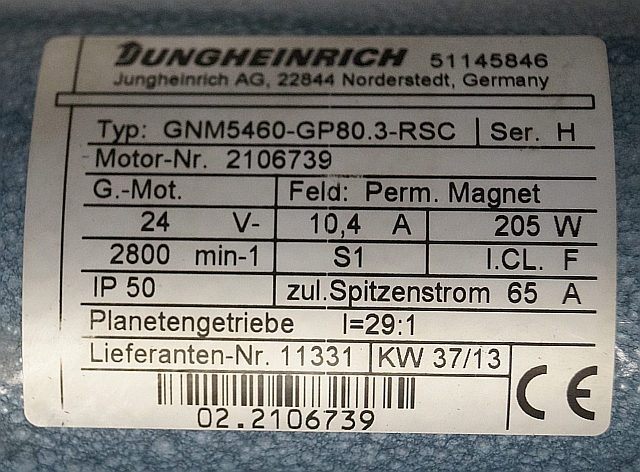 JUNGHEINRICH 51145846
Jungheinrich AG, 22844 Norderstedt, Germany
Typ: GNM5460-GP80.3-RSC Ser. H
Motor-Nr. 2106739
G.-Mot. Feld: Perm. Magnet
24 V- 10,4 A 205 W
2800 min-1 S1 I.CL. F
IP 50 zul.Spitzenstrom 65 A
Planetengetriebe I=29:1
Lieferanten-Nr. 11331 KW 37/13
CE
02.2106739